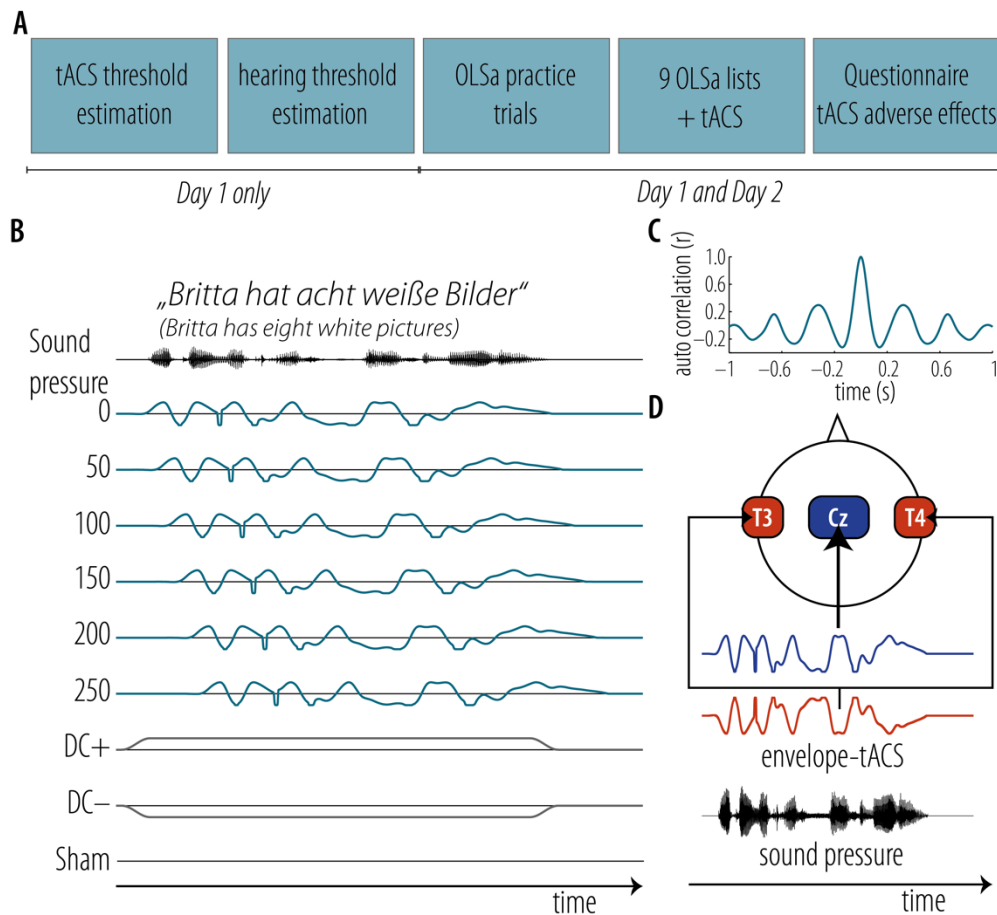 A
tACS threshold
estimation
hearing threshold
estimation
OLSa practice
trials
9 OLSa lists
+ tACS
Questionnaire
tACS adverse effects
Day 1 only
Day 1 and Day 2
B
„Britta hat acht weiße Bilder“
(Britta has eight white pictures)
Sound
pressure
0
50
100
150
200
250
DC+
DC–
Sham
time
C
auto correlation (r)
1.0
0.6
0.2
−0.2
−1
−0.6
−0.2
0.2
0.6
1
time (s)
D
T3
Cz
T4
envelope-tACS
sound pressure
time